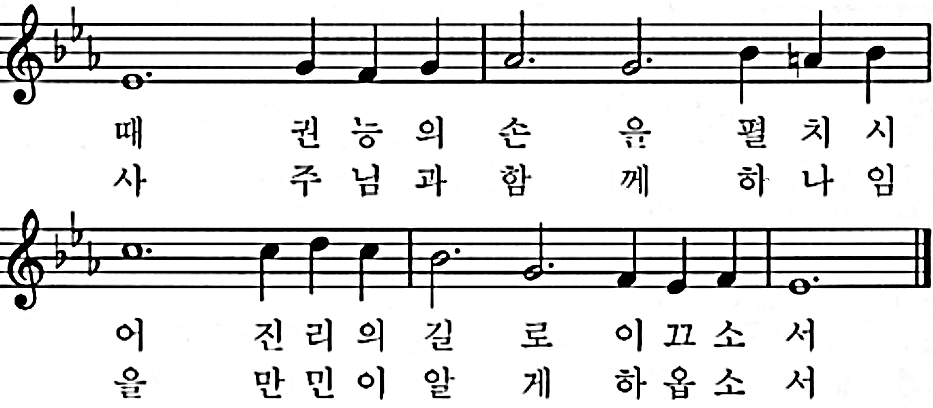 때 권 능 의 손 을 펼 치 시
사 주 님 과 함 께 하 나 임
어 진 리 의 길 로 이 끄 소 서
을 만 민 이 알 게 하 옵 소 서